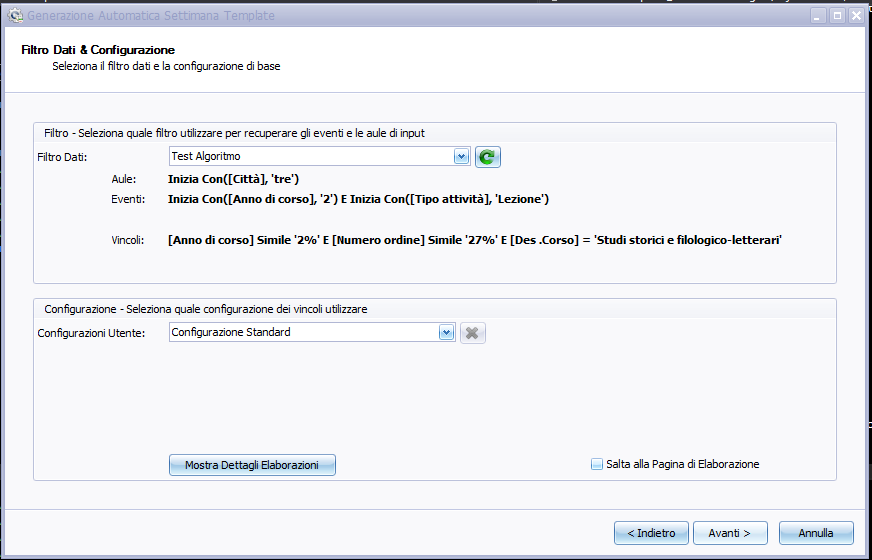 Generazione Automatica Settimana Template
Filtro Dati & Configurazione
Seleziona il filtro dati e la configurazione di base
Filtro - Seleziona quale filtro utilizzare per recuperare gli eventi e le aule di input
Filtro Dati: Test Algoritmo
Aule: Inizia Con([Città], 'tre')
Eventi: Inizia Con([Anno di corso], '2') E Inizia Con([Tipo attività], 'Lezione')
Vincoli: [Anno di corso] Simile '2%' E [Numero ordine] Simile '27%' E [Des .Corso] = 'Studi storici e filologico-letterari'
Configurazione - Seleziona quale configurazione dei vincoli utilizzare
Configurazioni Utente: Configurazione Standard
Mostra Dettagli Elaborazioni Salta alla Pagina di Elaborazione
< Indietro Avanti > Annulla